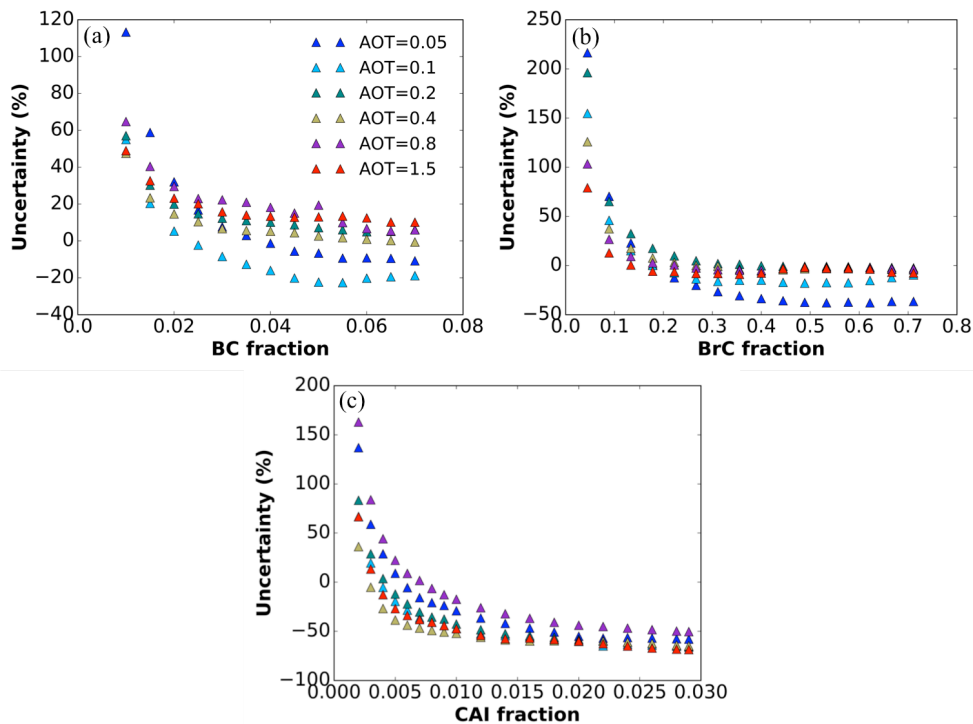 (a)
Uncertainty (%)
120
100
80
60
40
20
0
−20
−40
0.0
0.02
0.04
0.06
0.08
BC fraction
AOT=0.05
AOT=0.1
AOT=0.2
AOT=0.4
AOT=0.8
AOT=1.5
(b)
Uncertainty (%)
250
200
150
100
50
0
−50
0.0
0.1
0.2
0.3
0.4
0.5
0.6
0.7
0.8
BrC fraction
(c)
Uncertainty (%)
200
150
100
50
0
−50
−100
0.000
0.005
0.010
0.015
0.020
0.025
0.030
CAI fraction